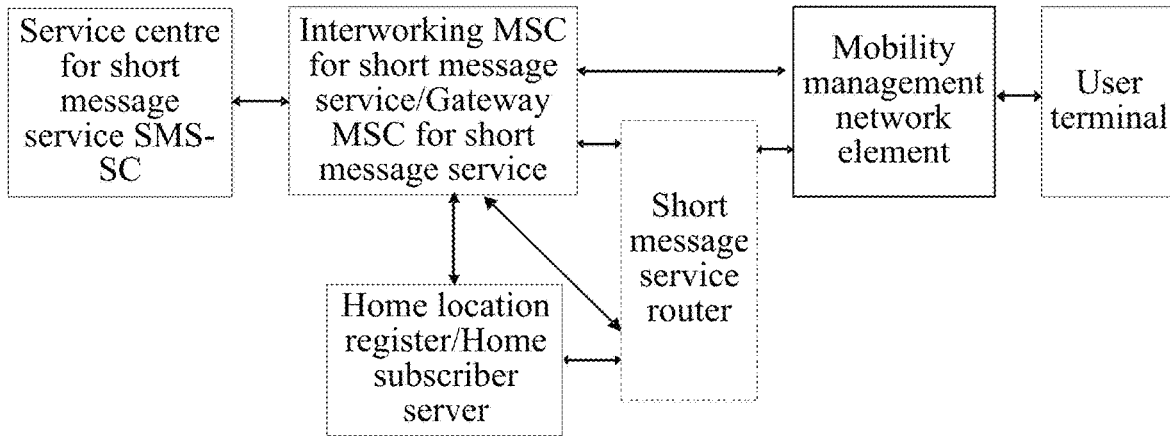 Service centre
for short
message
service SMS-
SC
Interworking MSC
for short message
service/Gateway
MSC for short
message service
Mobility
management
network
element
User
terminal
Short
message
service
router
Home location
register/Home
subscriber
server